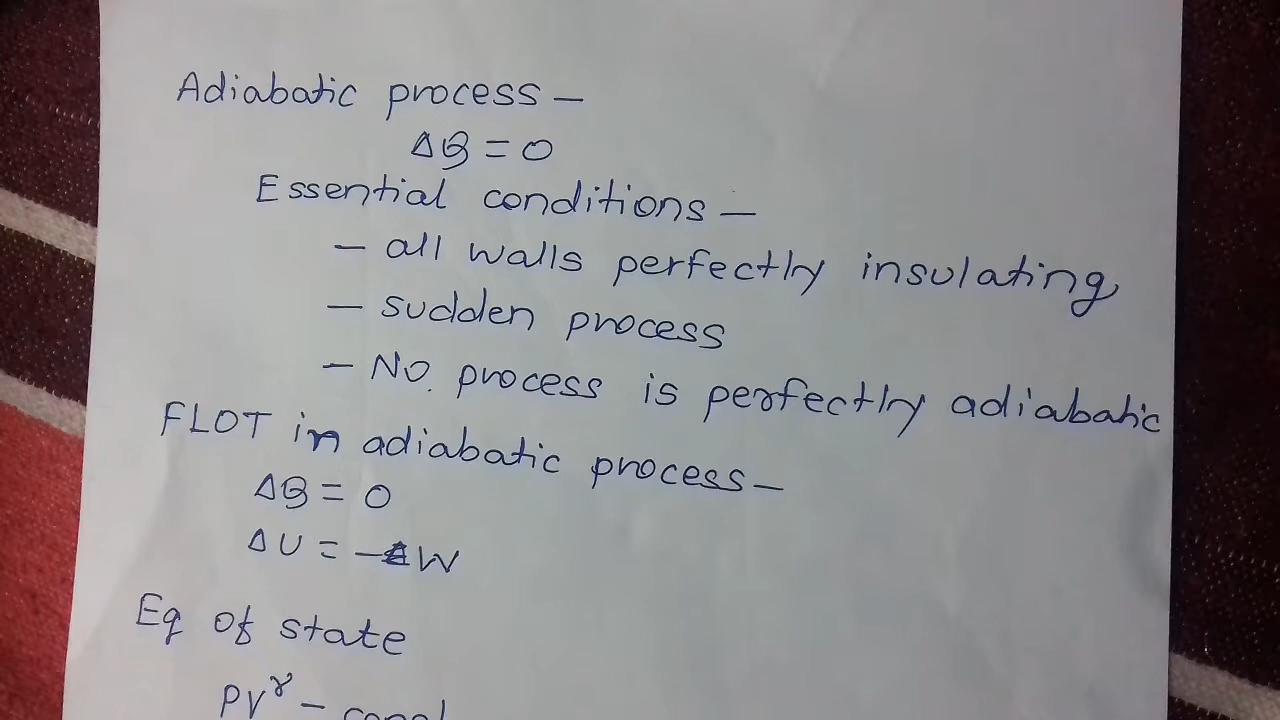 Adiabatic process –
ΔQ = 0
Essential conditions –
– all walls perfectly insulating
– sudden process
– No. process is perfectly adiabatic
FLOT in adiabatic process –
ΔQ = 0
ΔU = -ΔW
Eq of state
PV^γ –